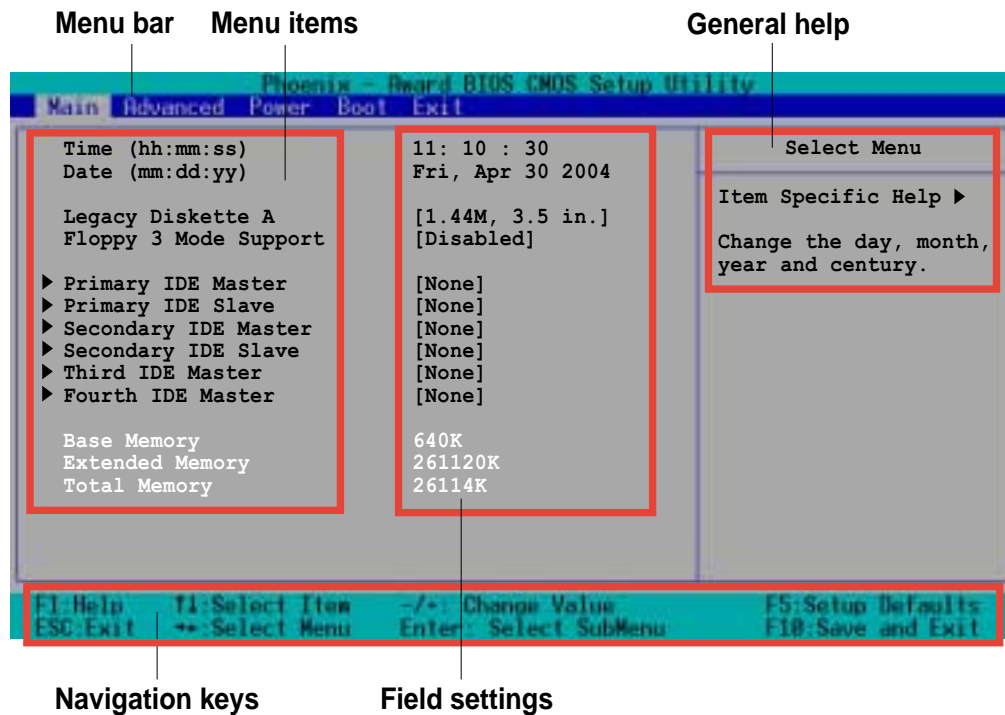 Menu bar Menu items General help
Phoenix - Award BIOS CMOS Setup Utility
Main Advanced Power Boot Exit
Time (hh:mm:ss) 11: 10 : 30
Date (mm:dd:yy) Fri, Apr 30 2004
Legacy Diskette A [1.44M, 3.5 in.]
Floppy 3 Mode Support [Disabled]
▶ Primary IDE Master [None]
▶ Primary IDE Slave [None]
▶ Secondary IDE Master [None]
▶ Secondary IDE Slave [None]
▶ Third IDE Master [None]
▶ Fourth IDE Master [None]
Base Memory 640K
Extended Memory 261120K
Total Memory 26114K
Select Menu
Item Specific Help ▶
Change the day, month,
year and century.
F1:Help ↑↓:Select Item -/+: Change Value F5:Setup Defaults
ESC:Exit ←→:Select Menu Enter: Select SubMenu F10:Save and Exit
Navigation keys Field settings